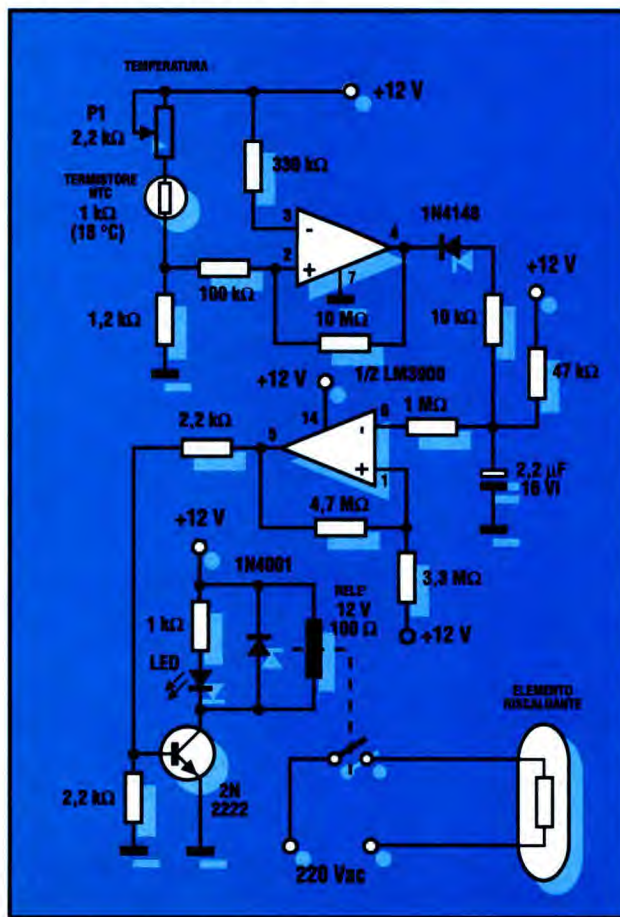 TEMPERATURA
+12 V
P1
2,2 kΩ
330 kΩ
TERMISTORE
NTC
1 kΩ
(18 °C)
3
-
2
+
4
7
1N4148
+12 V
100 kΩ
10 MΩ
10 kΩ
47 kΩ
1,2 kΩ
1/2 LM3900
+12 V
14
2,2 kΩ
5
6
-
+
1
1 MΩ
2,2 µF
16 Vl
4,7 MΩ
+12 V
1N4001
3,3 MΩ
+12 V
RELE'
12 V
100 Ω
1 kΩ
LED
ELEMENTO
RISCALDANTE
2,2 kΩ
2N
2222
220 Vac